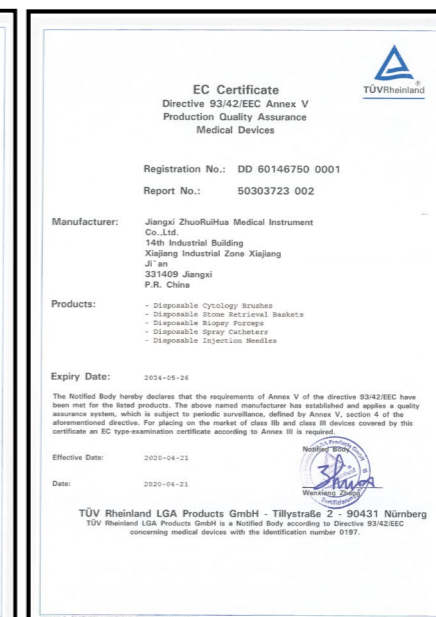 TÜVRheinland
®
EC Certificate
Directive 93/42/EEC Annex V
Production Quality Assurance
Medical Devices
Registration No.: DD 60146750 0001
Report No.: 50303723 002
Manufacturer: Jiangxi ZhuoRuiHua Medical Instrument
Co.,Ltd.
14th Industrial Building
Xiajiang Industrial Zone Xiajiang
Ji`an
331409 Jiangxi
P.R. China
Products: - Disposable Cytology Brushes
- Disposable Stone Retrieval Baskets
- Disposable Biopsy Forceps
- Disposable Spray Catheters
- Disposable Injection Needles
Expiry Date: 2024-05-26
The Notified Body hereby declares that the requirements of Annex V of the directive 93/42/EEC have
been met for the listed products. The above named manufacturer has established and applies a quality
assurance system, which is subject to periodic surveillance, defined by Annex V, section 4 of the
aforementioned directive. For placing on the market of class IIb and class III devices covered by this
certificate an EC type-examination certificate according to Annex III is required.
Notified Body
Effective Date: 2020-04-21
Date: 2020-04-21
Wanxiang Zheng
TÜV Rheinland LGA Products GmbH - Tillystraße 2 - 90431 Nürnberg
TÜV Rheinland LGA Products GmbH is a Notified Body according to Directive 93/42/EEC
concerning medical devices with the identification number 0197.